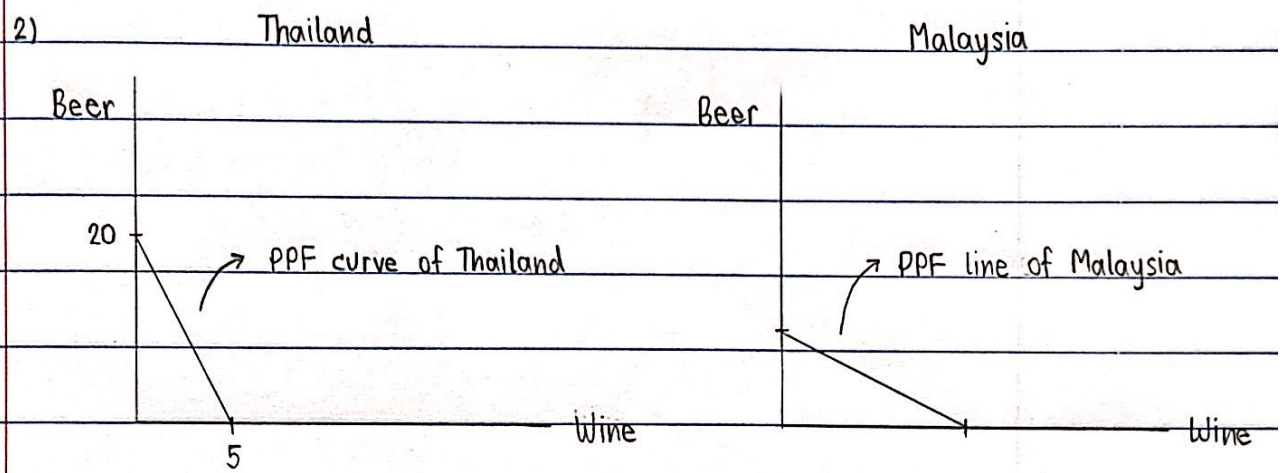 2)
Thailand
Malaysia
Beer
Beer
20
PPF curve of Thailand
PPF line of Malaysia
Wine
Wine
5